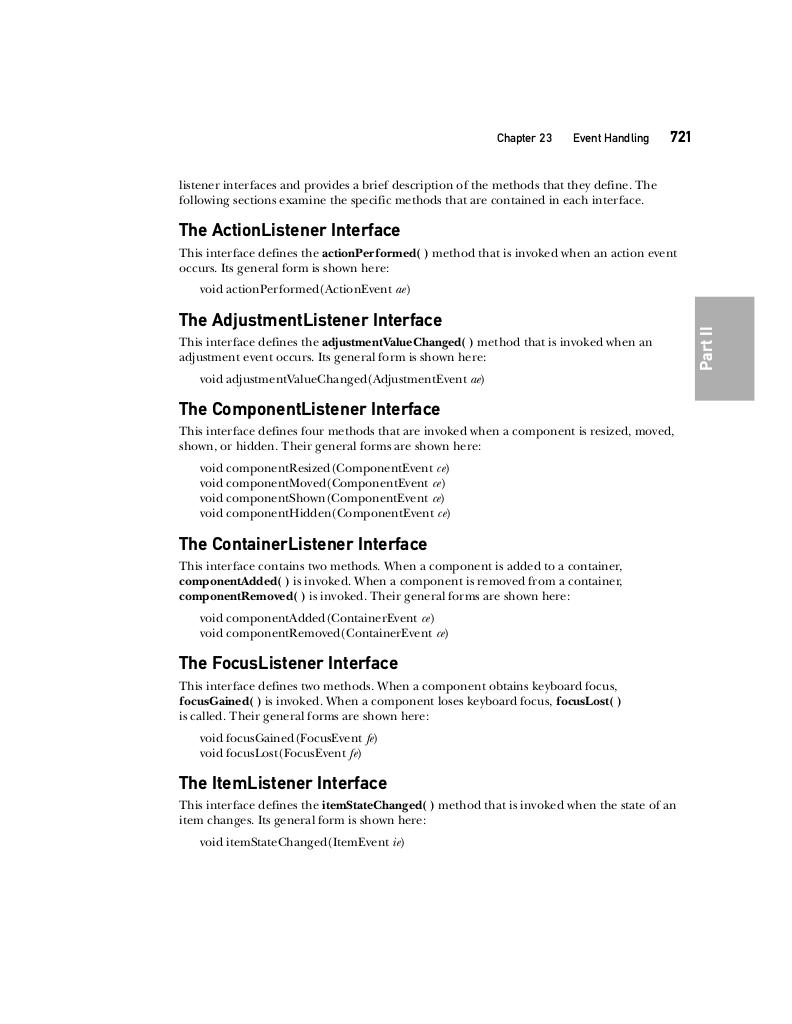 Chapter 23 Event Handling 721
listener interfaces and provides a brief description of the methods that they define. The
following sections examine the specific methods that are contained in each interface.
The ActionListener Interface
This interface defines the actionPerformed( ) method that is invoked when an action event
occurs. Its general form is shown here:
void actionPerformed(ActionEvent ae)
The AdjustmentListener Interface
This interface defines the adjustmentValueChanged( ) method that is invoked when an
adjustment event occurs. Its general form is shown here:
void adjustmentValueChanged(AdjustmentEvent ae)
The ComponentListener Interface
This interface defines four methods that are invoked when a component is resized, moved,
shown, or hidden. Their general forms are shown here:
void componentResized(ComponentEvent ce)
void componentMoved(ComponentEvent ce)
void componentShown(ComponentEvent ce)
void componentHidden(ComponentEvent ce)
The ContainerListener Interface
This interface contains two methods. When a component is added to a container,
componentAdded( ) is invoked. When a component is removed from a container,
componentRemoved( ) is invoked. Their general forms are shown here:
void componentAdded(ContainerEvent ce)
void componentRemoved(ContainerEvent ce)
The FocusListener Interface
This interface defines two methods. When a component obtains keyboard focus,
focusGained( ) is invoked. When a component loses keyboard focus, focusLost( )
is called. Their general forms are shown here:
void focusGained(FocusEvent fe)
void focusLost(FocusEvent fe)
The ItemListener Interface
This interface defines the itemStateChanged( ) method that is invoked when the state of an
item changes. Its general form is shown here:
void itemStateChanged(ItemEvent ie)
Part II